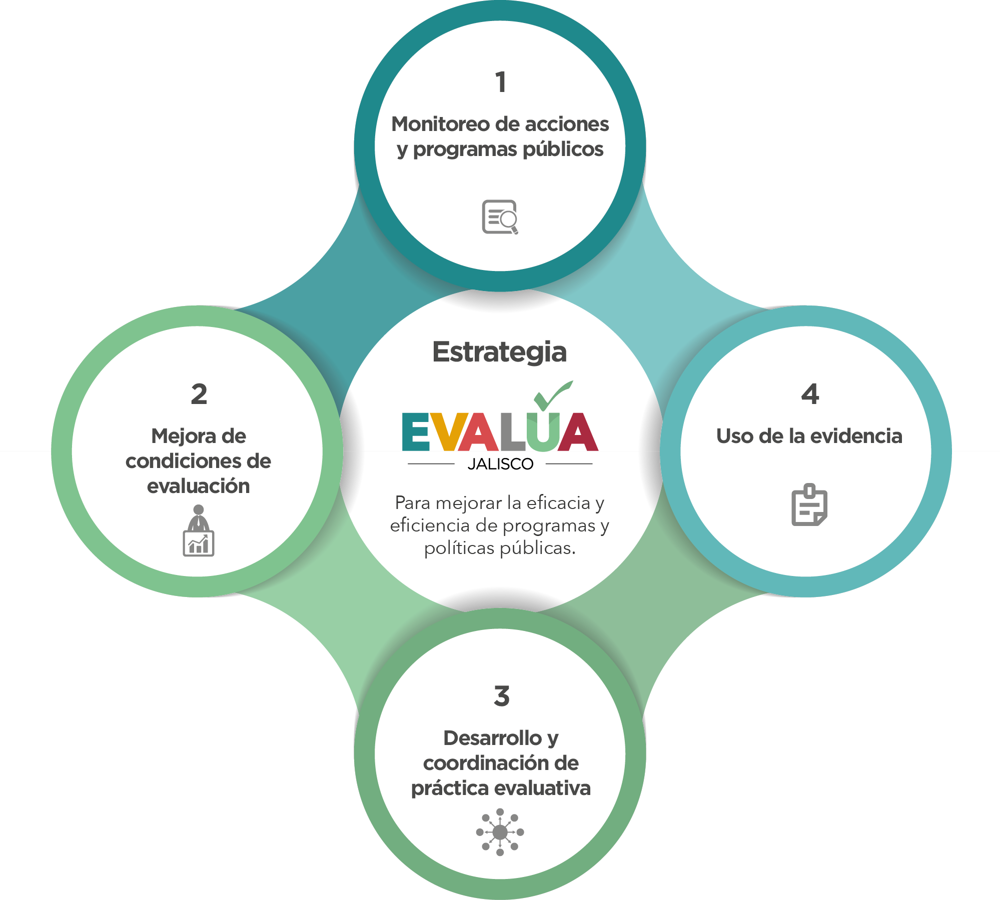 1
Monitoreo de acciones
y programas públicos
2
Mejora de
condiciones de
evaluación
Estrategia
EVALÚA
JALISCO
Para mejorar la eficacia y
eficiencia de programas y
políticas públicas.
4
Uso de la evidencia
3
Desarrollo y
coordinación de
práctica evaluativa